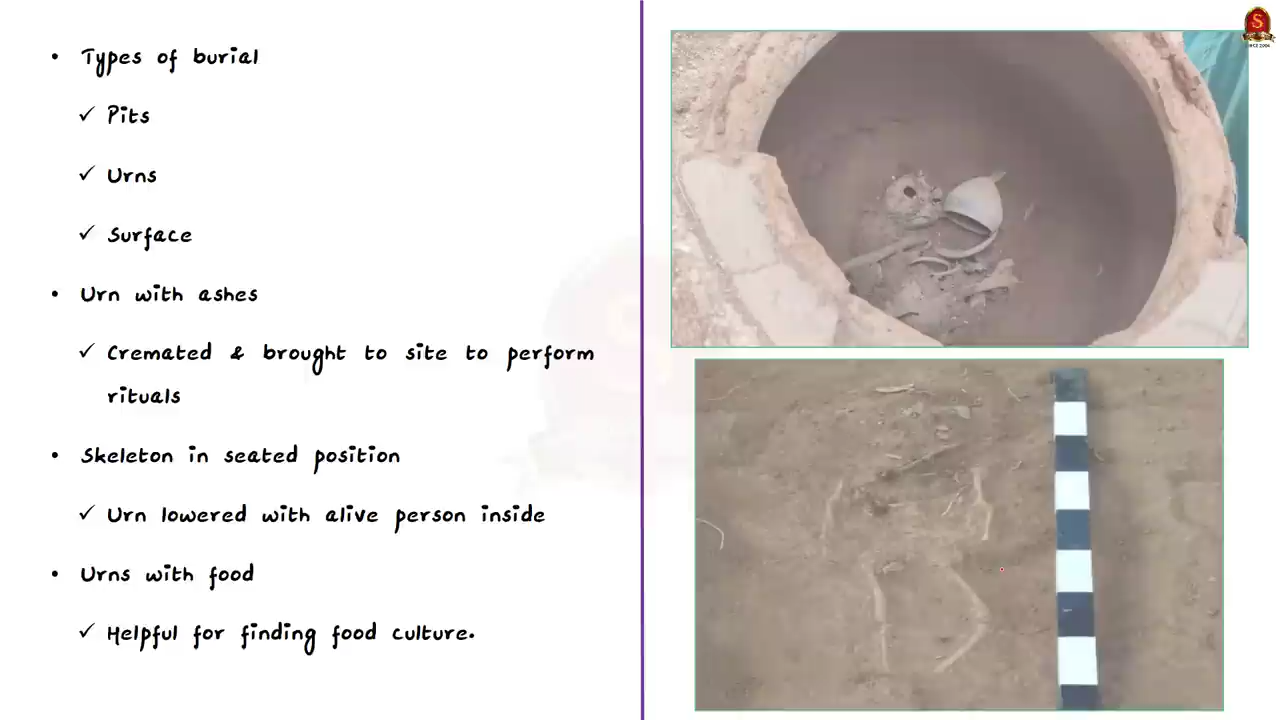 • Types of burial
✓ Pits
✓ Urns
✓ Surface
• Urn with ashes
✓ Cremated & brought to site to perform
rituals
• Skeleton in seated position
✓ Urn lowered with alive person inside
• Urns with food
✓ Helpful for finding food culture.
S